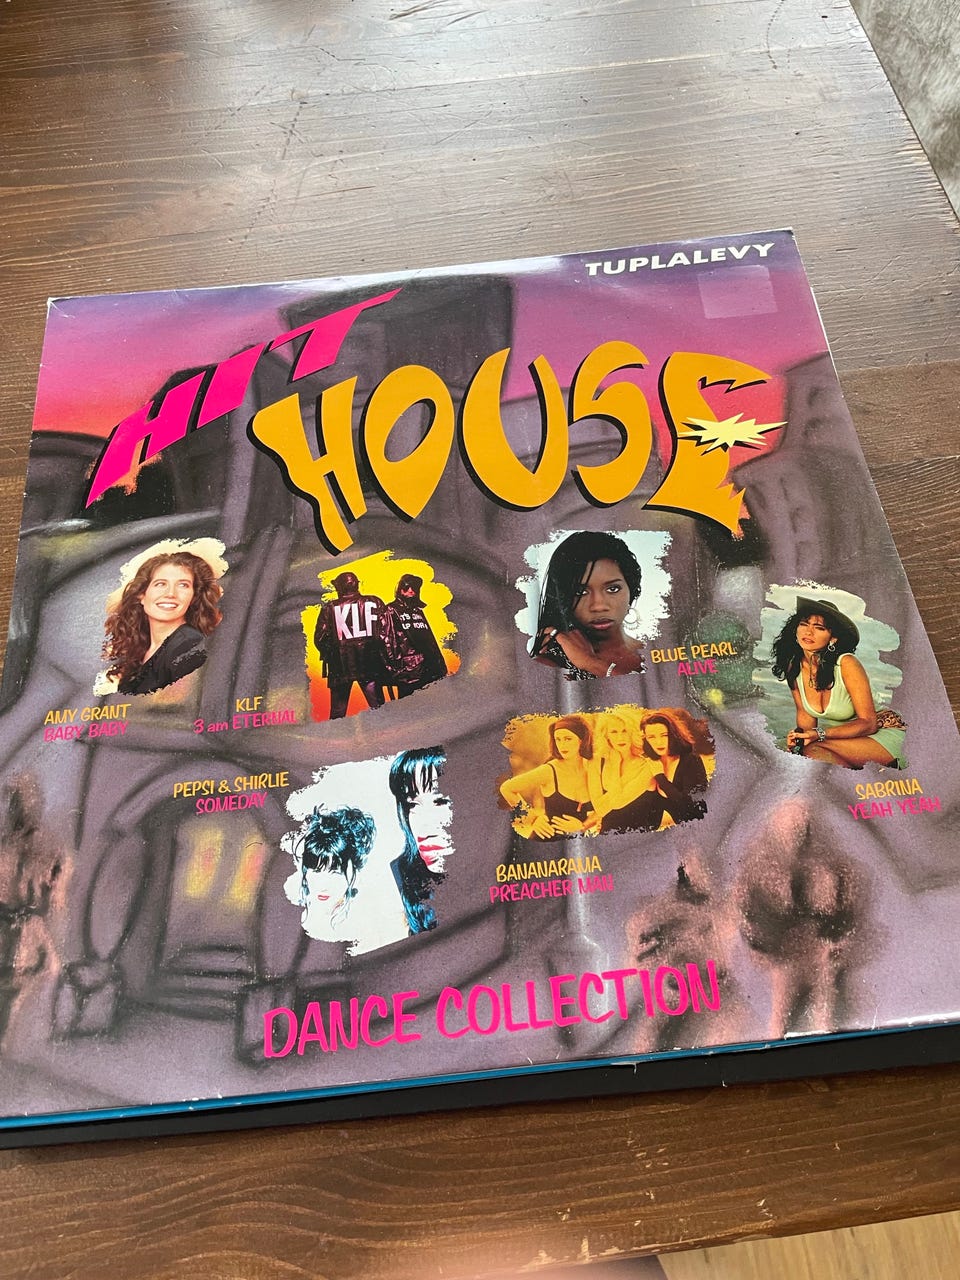 TUPLALEVY
HIT
HOUSE
AMY GRANT
BABY BABY
KLF
KLF
3 am ETERNAL
BLUE PEARL
ALIVE
PEPSI & SHIRLIE
SOMEDAY
SABRINA
YEAH YEAH
BANANARAMA
PREACHER MAN
DANCE COLLECTION